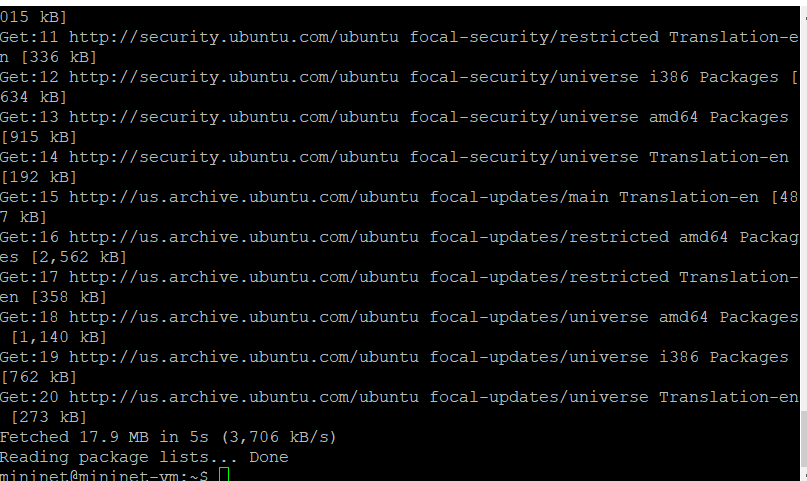 015 kB]
Get:11 http://security.ubuntu.com/ubuntu focal-security/restricted Translation-e
n [336 kB]
Get:12 http://security.ubuntu.com/ubuntu focal-security/universe i386 Packages [
634 kB]
Get:13 http://security.ubuntu.com/ubuntu focal-security/universe amd64 Packages
[915 kB]
Get:14 http://security.ubuntu.com/ubuntu focal-security/universe Translation-en
[192 kB]
Get:15 http://us.archive.ubuntu.com/ubuntu focal-updates/main Translation-en [48
7 kB]
Get:16 http://us.archive.ubuntu.com/ubuntu focal-updates/restricted amd64 Packag
es [2,562 kB]
Get:17 http://us.archive.ubuntu.com/ubuntu focal-updates/restricted Translation-
en [358 kB]
Get:18 http://us.archive.ubuntu.com/ubuntu focal-updates/universe amd64 Packages
[1,140 kB]
Get:19 http://us.archive.ubuntu.com/ubuntu focal-updates/universe i386 Packages
[762 kB]
Get:20 http://us.archive.ubuntu.com/ubuntu focal-updates/universe Translation-en
[273 kB]
Fetched 17.9 MB in 5s (3,706 kB/s)
Reading package lists... Done
mininet@mininet-vm:~$